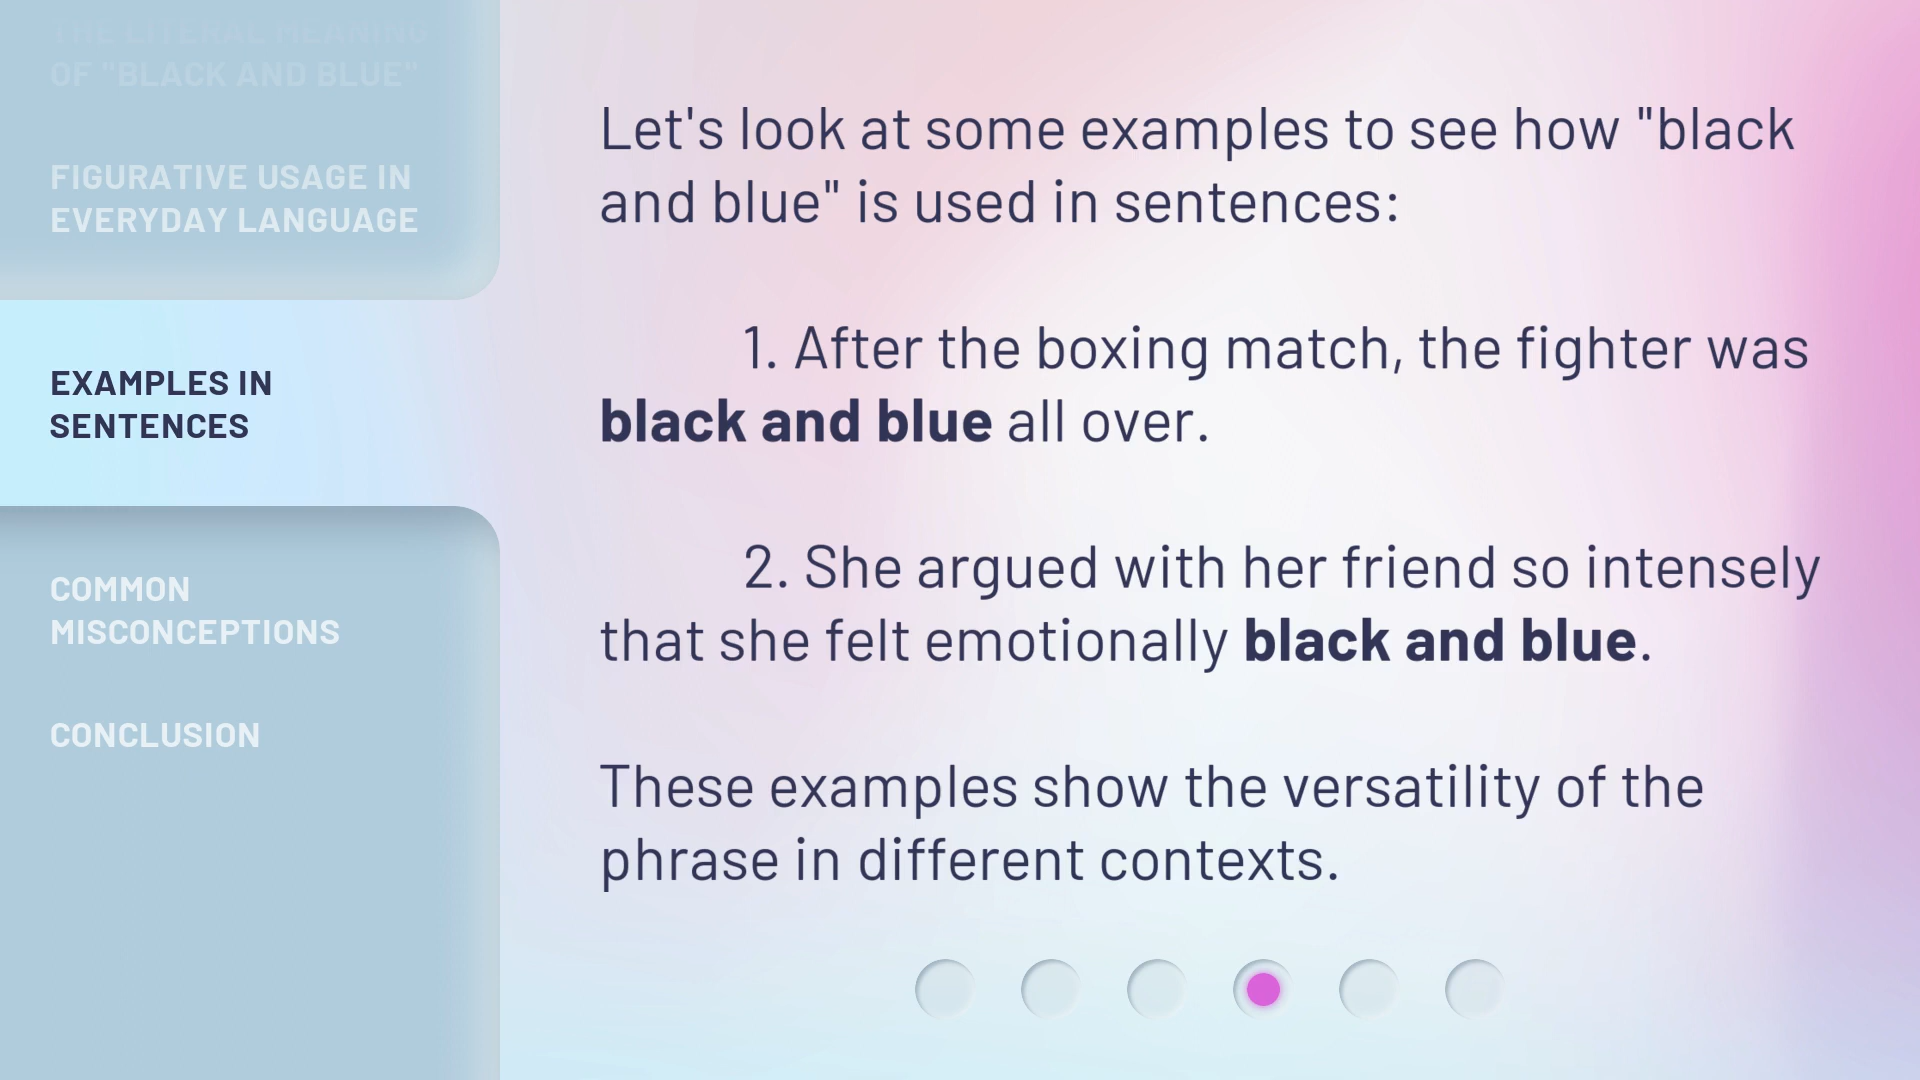 THE LITERAL MEANING
OF "BLACK AND BLUE"
FIGURATIVE USAGE IN
EVERYDAY LANGUAGE
EXAMPLES IN
SENTENCES
COMMON
MISCONCEPTIONS
CONCLUSION
Let's look at some examples to see how "black
and blue" is used in sentences:
1. After the boxing match, the fighter was
black and blue all over.
2. She argued with her friend so intensely
that she felt emotionally black and blue.
These examples show the versatility of the
phrase in different contexts.